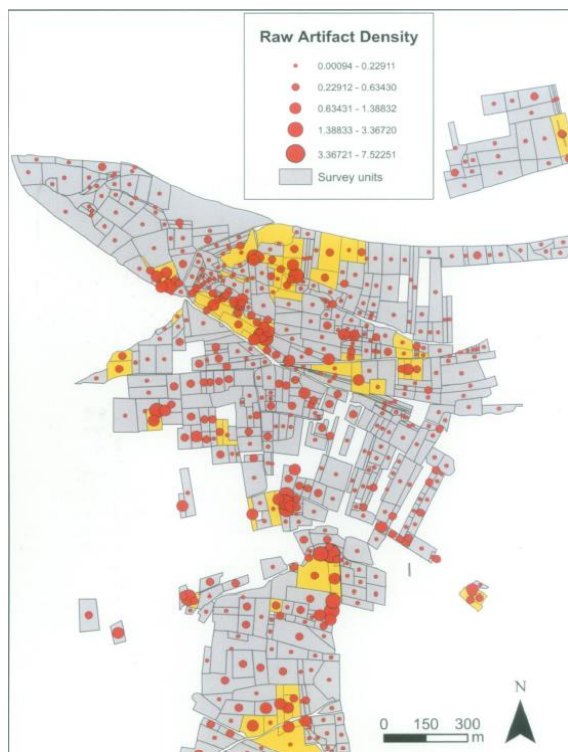 Raw Artifact Density
0.00094 - 0.22911
0.22912 - 0.63430
0.63431 - 1.38832
1.38833 - 3.36720
3.36721 - 7.52251
Survey units
N
0 150 300
m